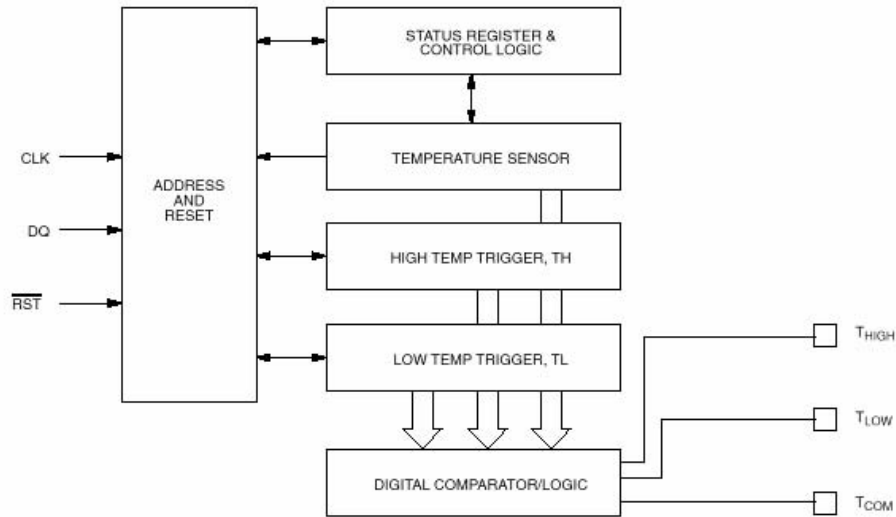 STATUS REGISTER &
CONTROL LOGIC
CLK
TEMPERATURE SENSOR
ADDRESS
AND
RESET
DQ
HIGH TEMP TRIGGER, TH
RST
LOW TEMP TRIGGER, TL
THIGH
TLOW
DIGITAL COMPARATOR/LOGIC
TCOM